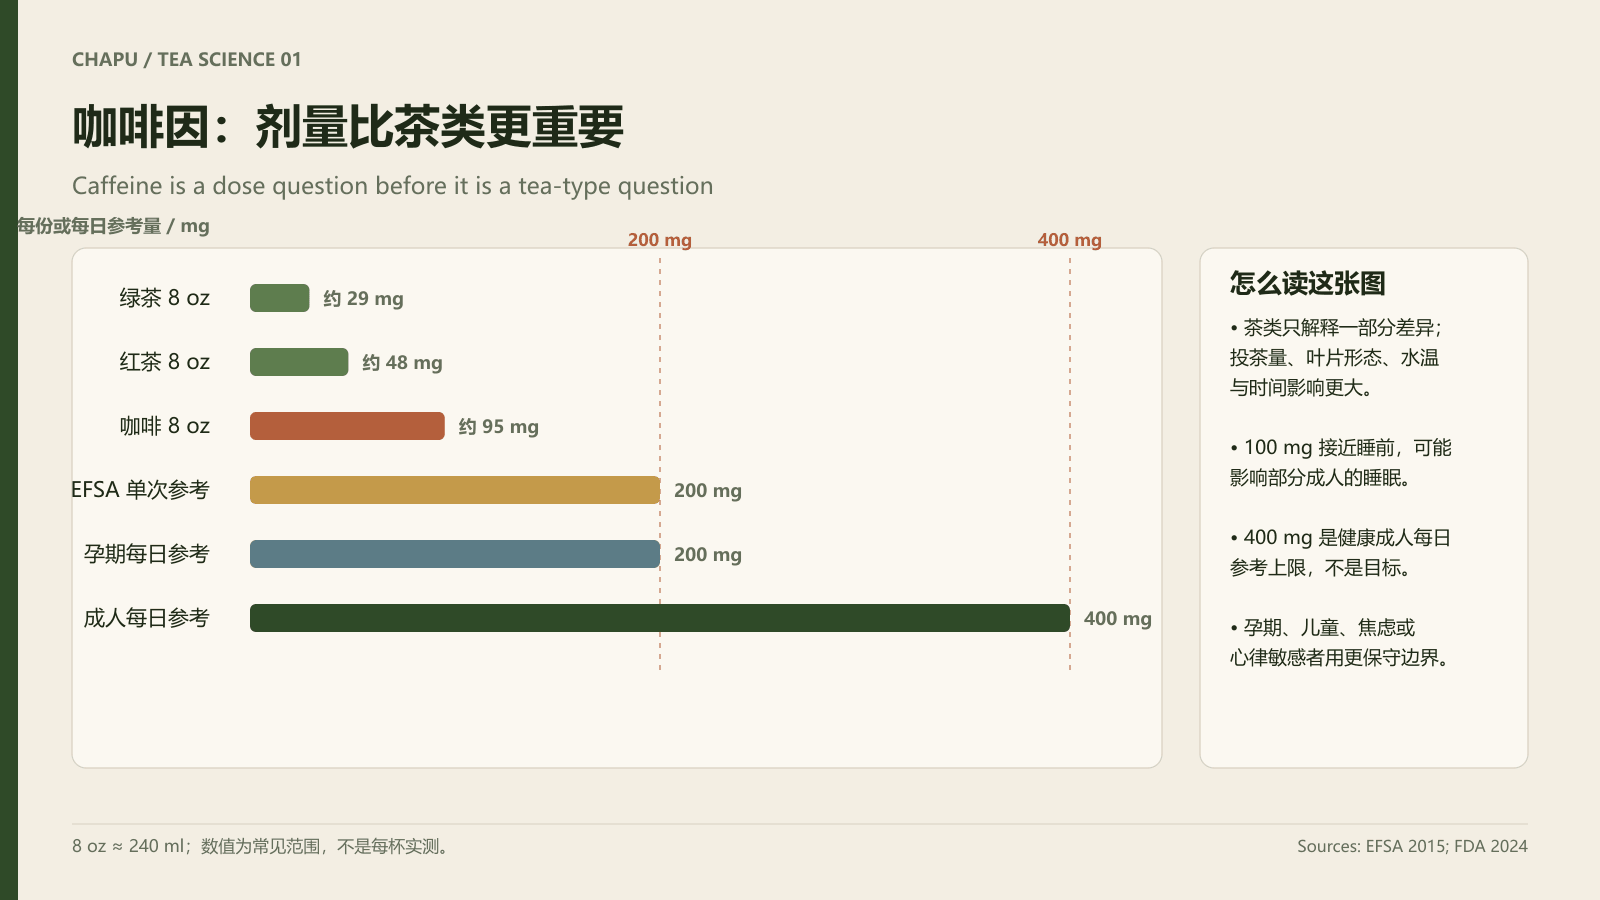 CHAPU / TEA SCIENCE 01
咖啡因：剂量比茶类更重要
Caffeine is a dose question before it is a tea-type question
每份或每日参考量 / mg
200 mg
400 mg
绿茶 8 oz
约 29 mg
红茶 8 oz
约 48 mg
咖啡 8 oz
约 95 mg
EFSA 单次参考
200 mg
孕期每日参考
200 mg
成人每日参考
400 mg
怎么读这张图
• 茶类只解释一部分差异；
投茶量、叶片形态、水温
与时间影响更大。
• 100 mg 接近睡前，可能
影响部分成人的睡眠。
• 400 mg 是健康成人每日
参考上限，不是目标。
• 孕期、儿童、焦虑或
心律敏感者用更保守边界。
8 oz ≈ 240 ml；数值为常见范围，不是每杯实测。
Sources: EFSA 2015; FDA 2024